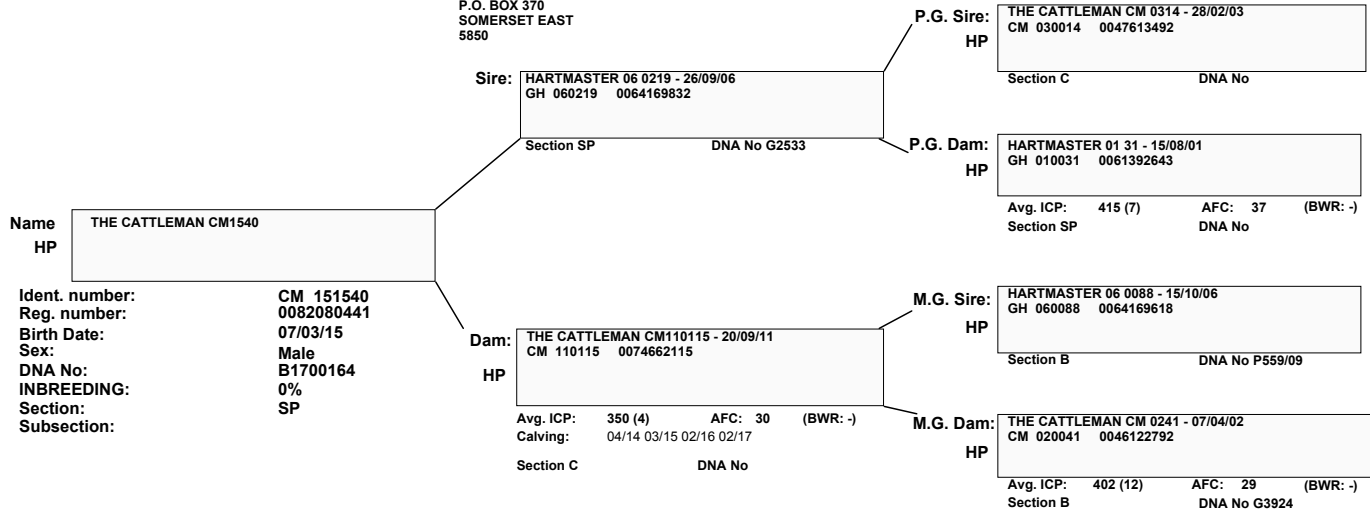 P.O. BOX 370
SOMERSET EAST
5850
P.G. Sire:
HP
THE CATTLEMAN CM 0314 - 28/02/03
CM 030014 0047613492
Section C DNA No
Sire:
HARTMASTER 06 0219 - 26/09/06
GH 060219 0064169832
Section SP DNA No G2533
P.G. Dam:
HP
HARTMASTER 01 31 - 15/08/01
GH 010031 0061392643
Avg. ICP: 415 (7) AFC: 37 (BWR: -)
Section SP DNA No
Name
HP
THE CATTLEMAN CM1540
Ident. number: CM 151540
Reg. number: 0082080441
Birth Date: 07/03/15
Sex: Male
DNA No: B1700164
INBREEDING: 0%
Section: SP
Subsection:
M.G. Sire:
HP
HARTMASTER 06 0088 - 15/10/06
GH 060088 0064169618
Section B DNA No P559/09
Dam:
HP
THE CATTLEMAN CM110115 - 20/09/11
CM 110115 0074662115
Avg. ICP: 350 (4) AFC: 30 (BWR: -)
Calving: 04/14 03/15 02/16 02/17
Section C DNA No
M.G. Dam:
HP
THE CATTLEMAN CM 0241 - 07/04/02
CM 020041 0046122792
Avg. ICP: 402 (12) AFC: 29 (BWR: -)
Section B DNA No G3924